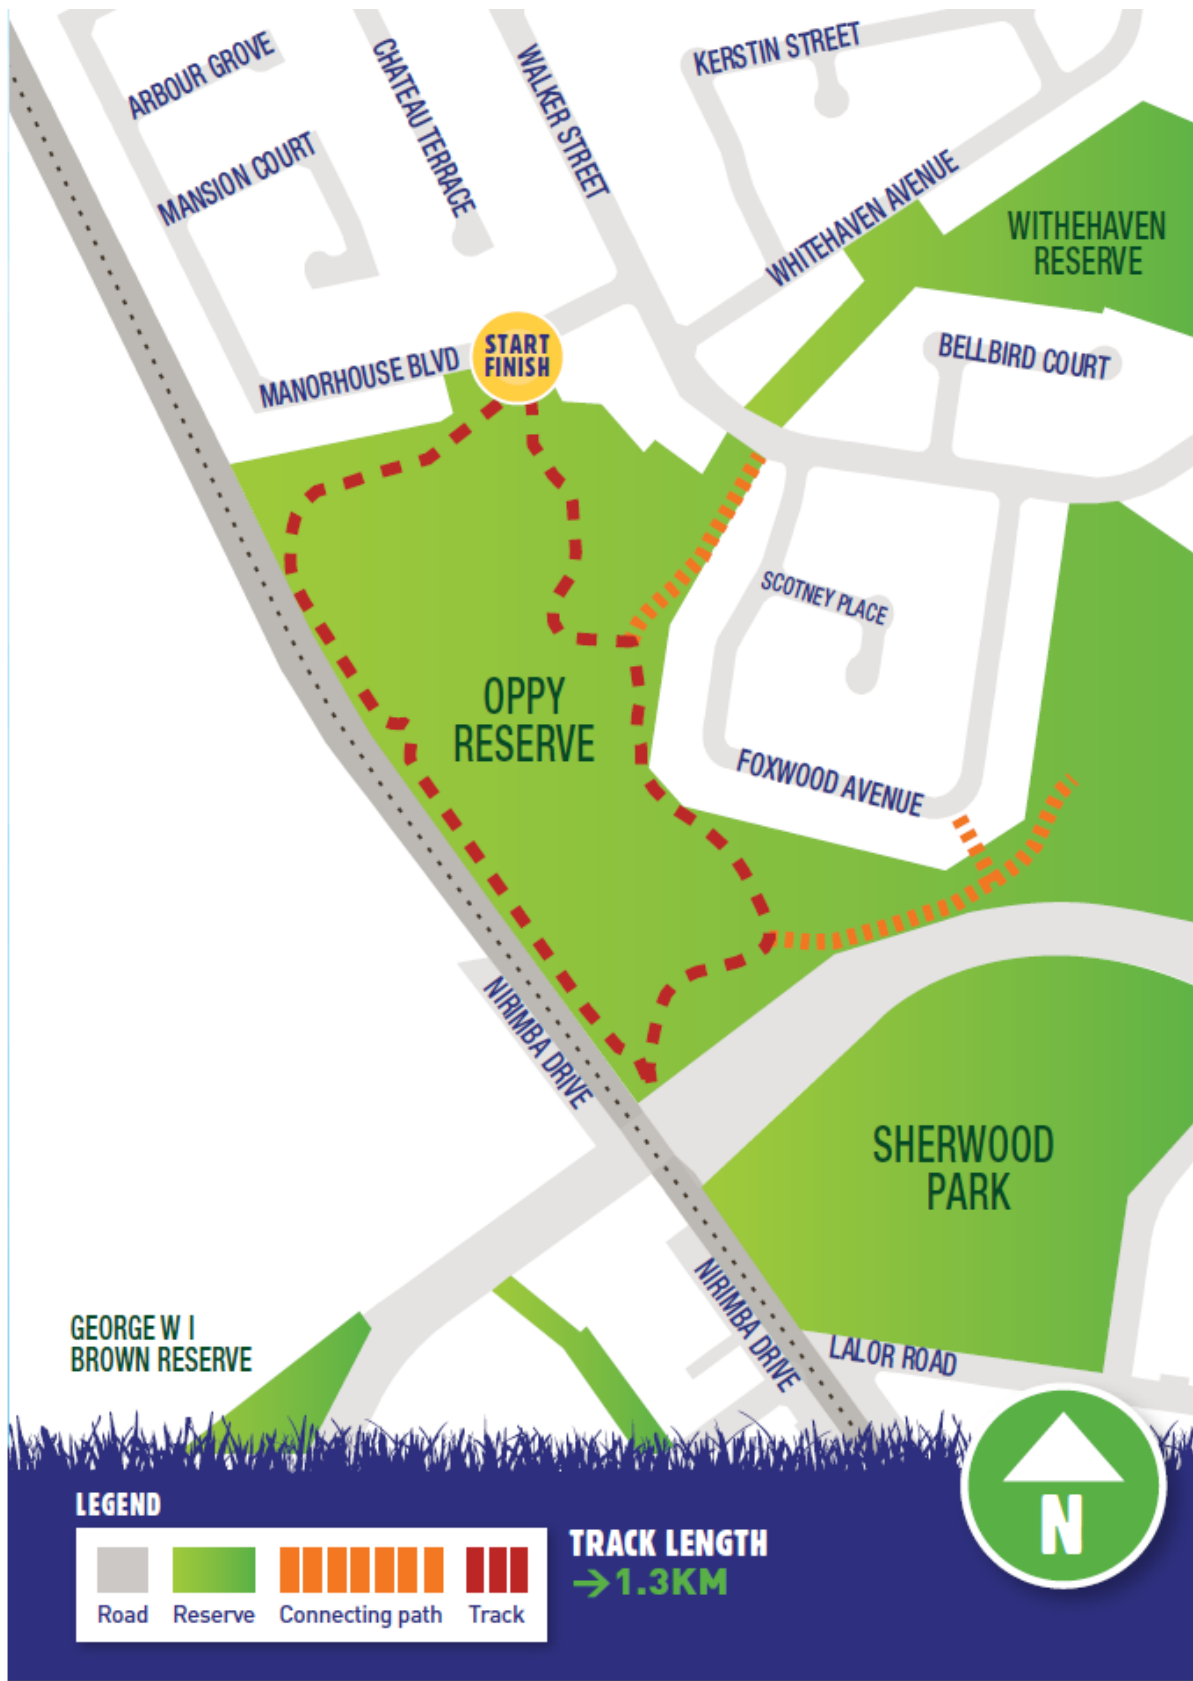 ARBOUR GROVE
CHATEAU TERRACE
WALKER STREET
KERSTIN STREET
MANSION COURT
WHITEHAVEN AVENUE
WITHEHAVEN
RESERVE
START
FINISH
MANORHOUSE BLVD
BELLBIRD COURT
SCOTNEY PLACE
OPPY
RESERVE
FOXWOOD AVENUE
NIRIMBA DRIVE
SHERWOOD
PARK
NIRIMBA DRIVE
GEORGE W I
BROWN RESERVE
LALOR ROAD
LEGEND
Road
Reserve
Connecting path
Track
TRACK LENGTH
→1.3KM
N